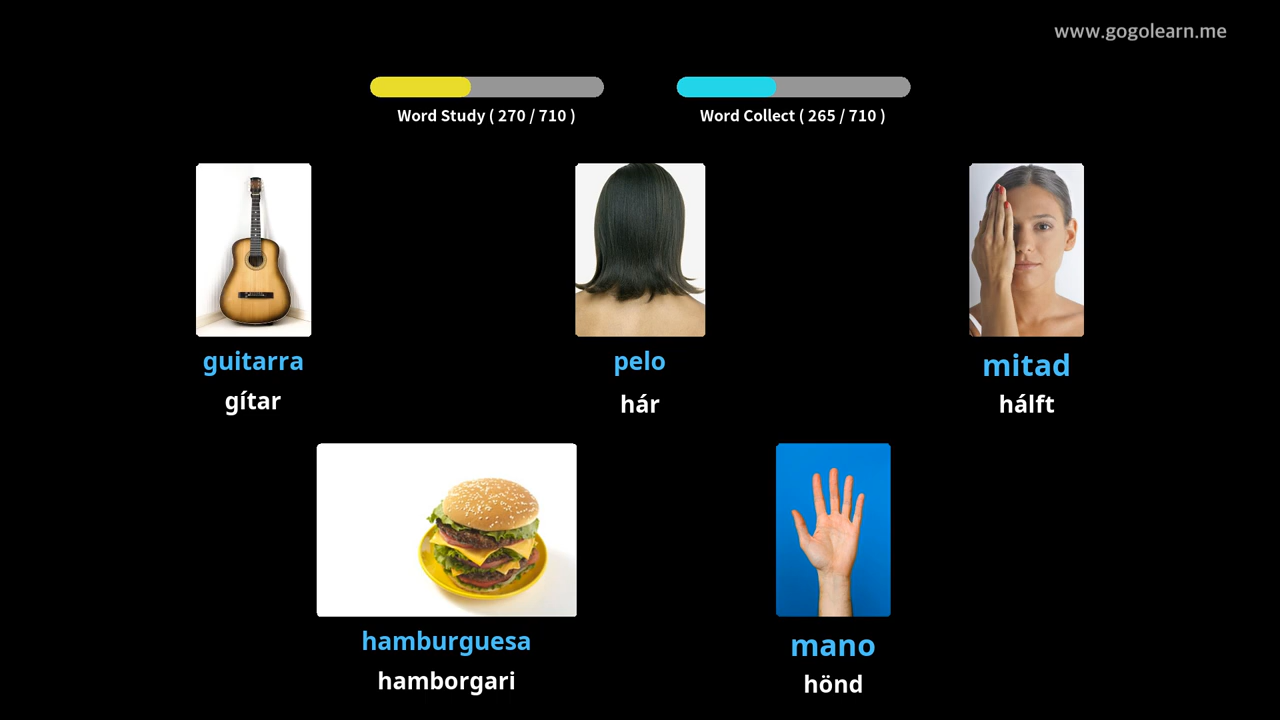 www.gogolearn.me
Word Study ( 270 / 710 )
Word Collect ( 265 / 710 )
guitarra
gítar
pelo
hár
mitad
hálft
hamburguesa
hamborgari
mano
hönd